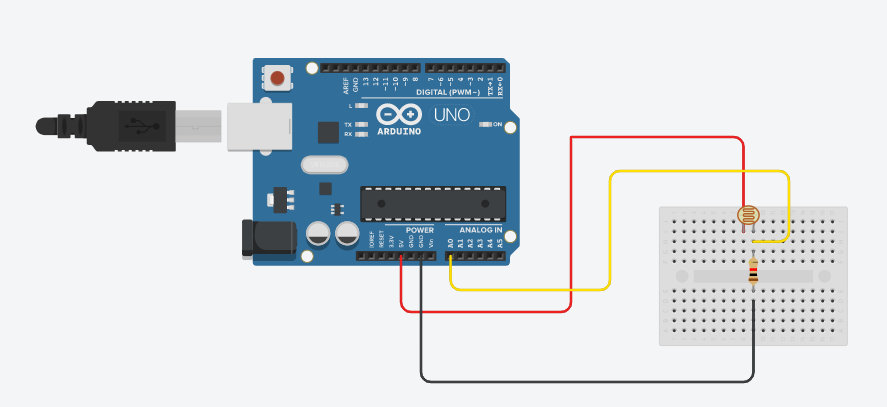 AREF
GND
13
12
~11
~10
~9
8
7
~6
~5
4
~3
2
TX→1
RX←0
DIGITAL (PWM~)
L
TX
RX
ARDUINO
UNO
ON
POWER
ANALOG IN
IOREF
RESET
3.3V
5V
GND
GND
Vin
A0
A1
A2
A3
A4
A5